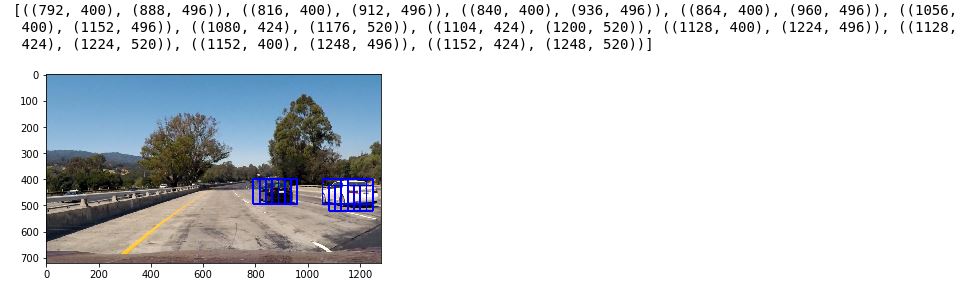 [((792, 400), (888, 496)), ((816, 400), (912, 496)), ((840, 400), (936, 496)), ((864, 400), (960, 496)), ((1056,
400), (1152, 496)), ((1080, 424), (1176, 520)), ((1104, 424), (1200, 520)), ((1128, 400), (1224, 496)), ((1128,
424), (1224, 520)), ((1152, 400), (1248, 496)), ((1152, 424), (1248, 520))]
0
100
200
300
400
500
600
700
0 200 400 600 800 1000 1200